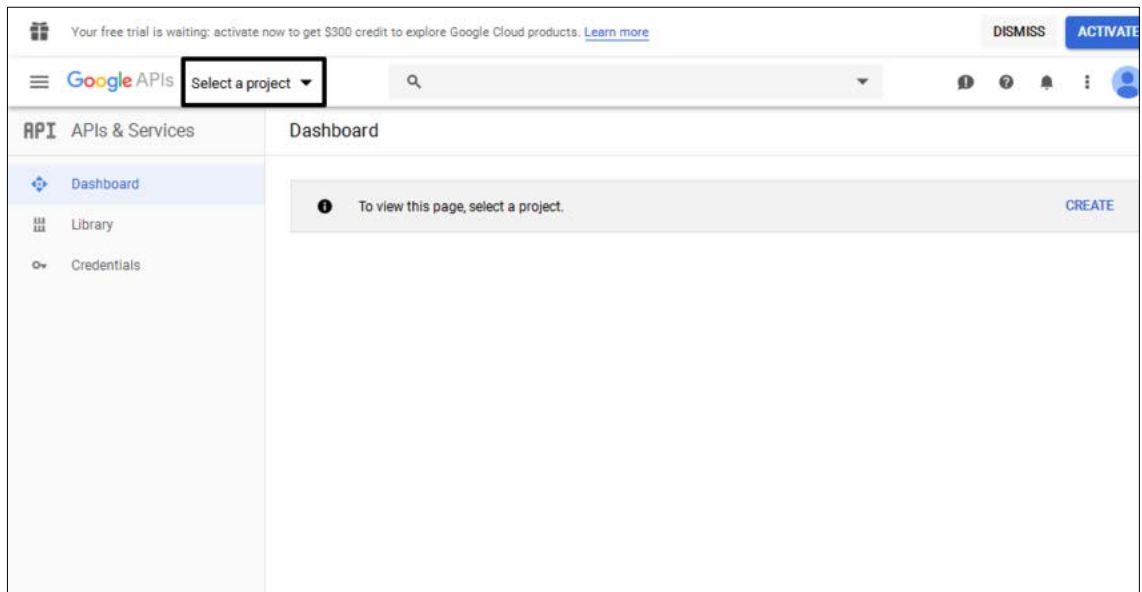 Your free trial is waiting: activate now to get $300 credit to explore Google Cloud products. Learn more
DISMISS
ACTIVATE
Google APIs
Select a project
API APIs & Services
Dashboard
Dashboard
To view this page, select a project.
CREATE
Library
Credentials